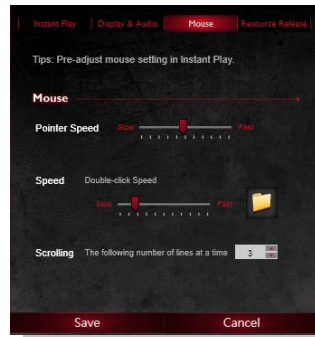 Instant Play Display & Audio Mouse Resource Release
Tips: Pre-adjust mouse setting in Instant Play.
Mouse
Pointer Speed Slow Fast
Speed Double-click Speed
Slow Fast
Scrolling The following number of lines at a time 3
Save Cancel